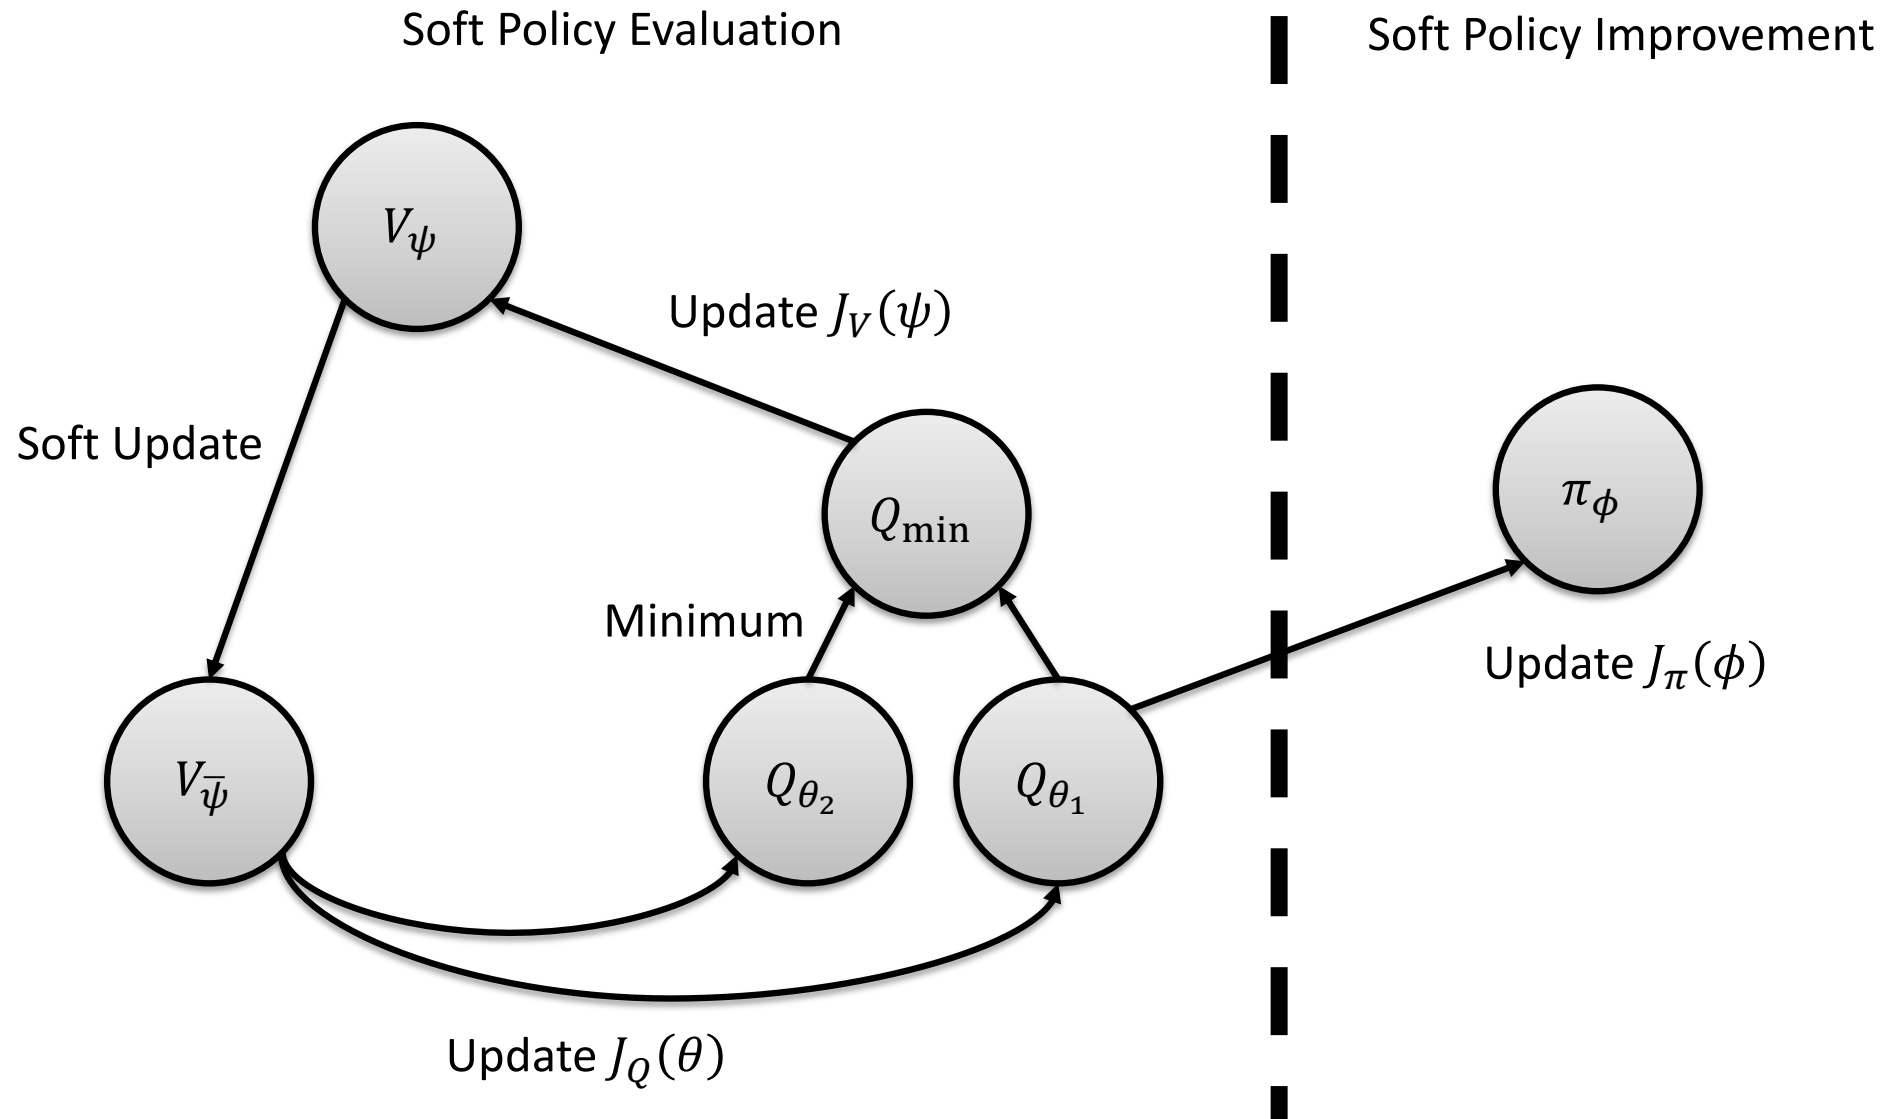 Soft Policy Evaluation
Soft Policy Improvement
V_ψ
Update J_V(ψ)
Soft Update
Q_min
π_ϕ
Minimum
Update J_π(ϕ)
V_ψ̅
Q_θ₂
Q_θ₁
Update J_Q(θ)